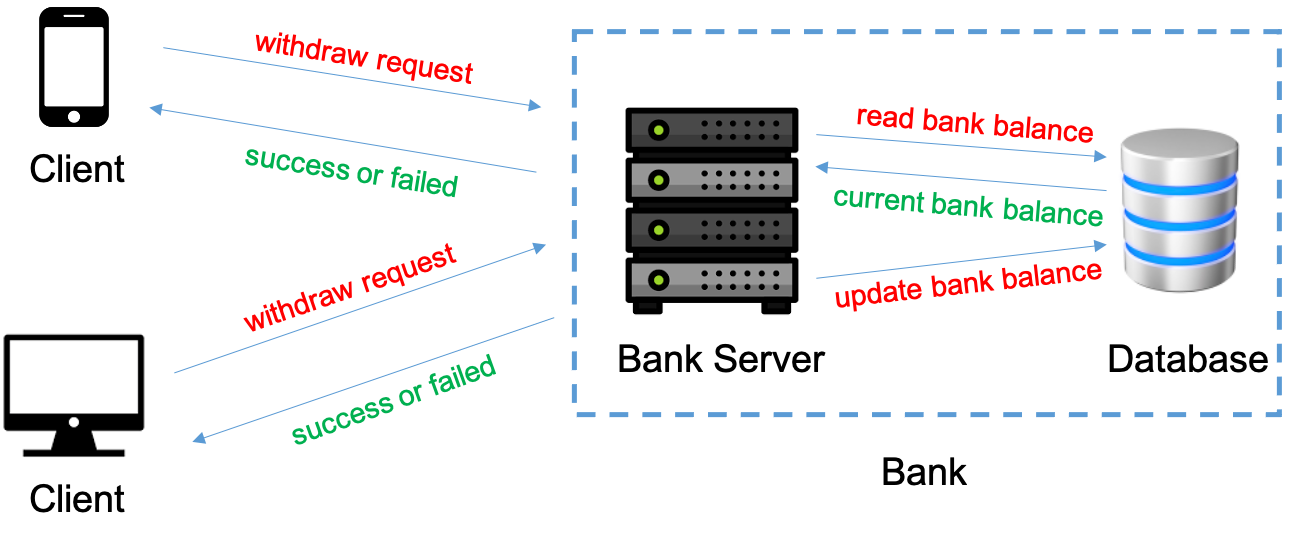 withdraw request
success or failed
Client
withdraw request
success or failed
Client
read bank balance
current bank balance
update bank balance
Bank Server
Database
Bank